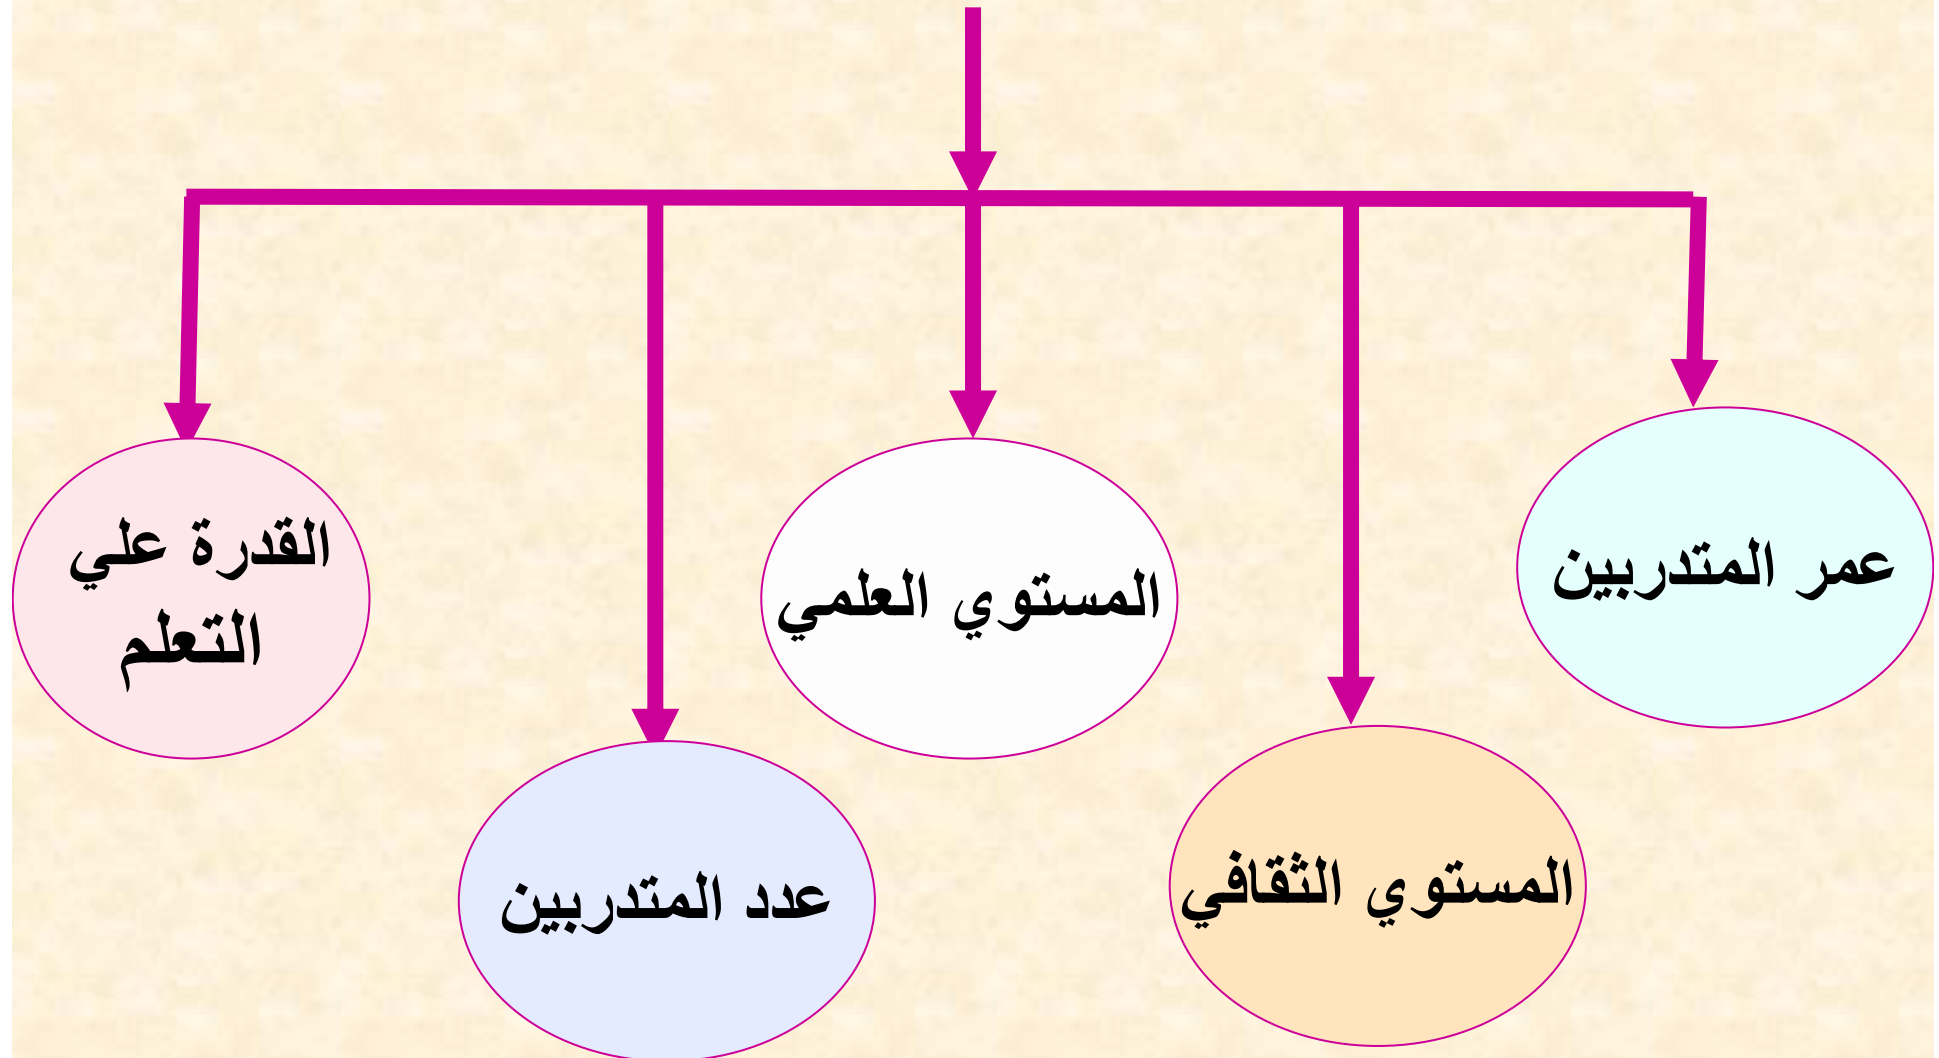 عمر المتدربين
المستوي الثقافي
المستوي العلمي
عدد المتدربين
القدرة علي
التعلم